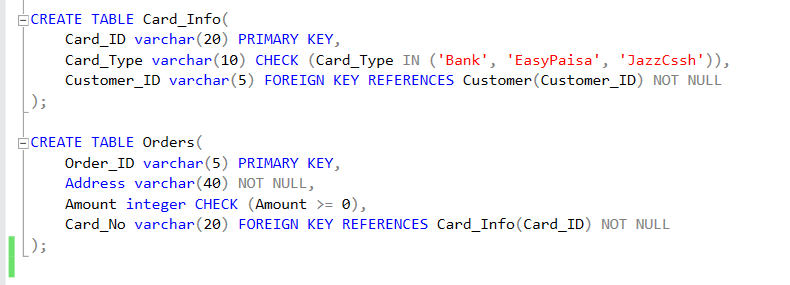 CREATE TABLE Card_Info(
    Card_ID varchar(20) PRIMARY KEY,
    Card_Type varchar(10) CHECK (Card_Type IN ('Bank', 'EasyPaisa', 'JazzCssh')),
    Customer_ID varchar(5) FOREIGN KEY REFERENCES Customer(Customer_ID) NOT NULL
);
CREATE TABLE Orders(
    Order_ID varchar(5) PRIMARY KEY,
    Address varchar(40) NOT NULL,
    Amount integer CHECK (Amount >= 0),
    Card_No varchar(20) FOREIGN KEY REFERENCES Card_Info(Card_ID) NOT NULL
);